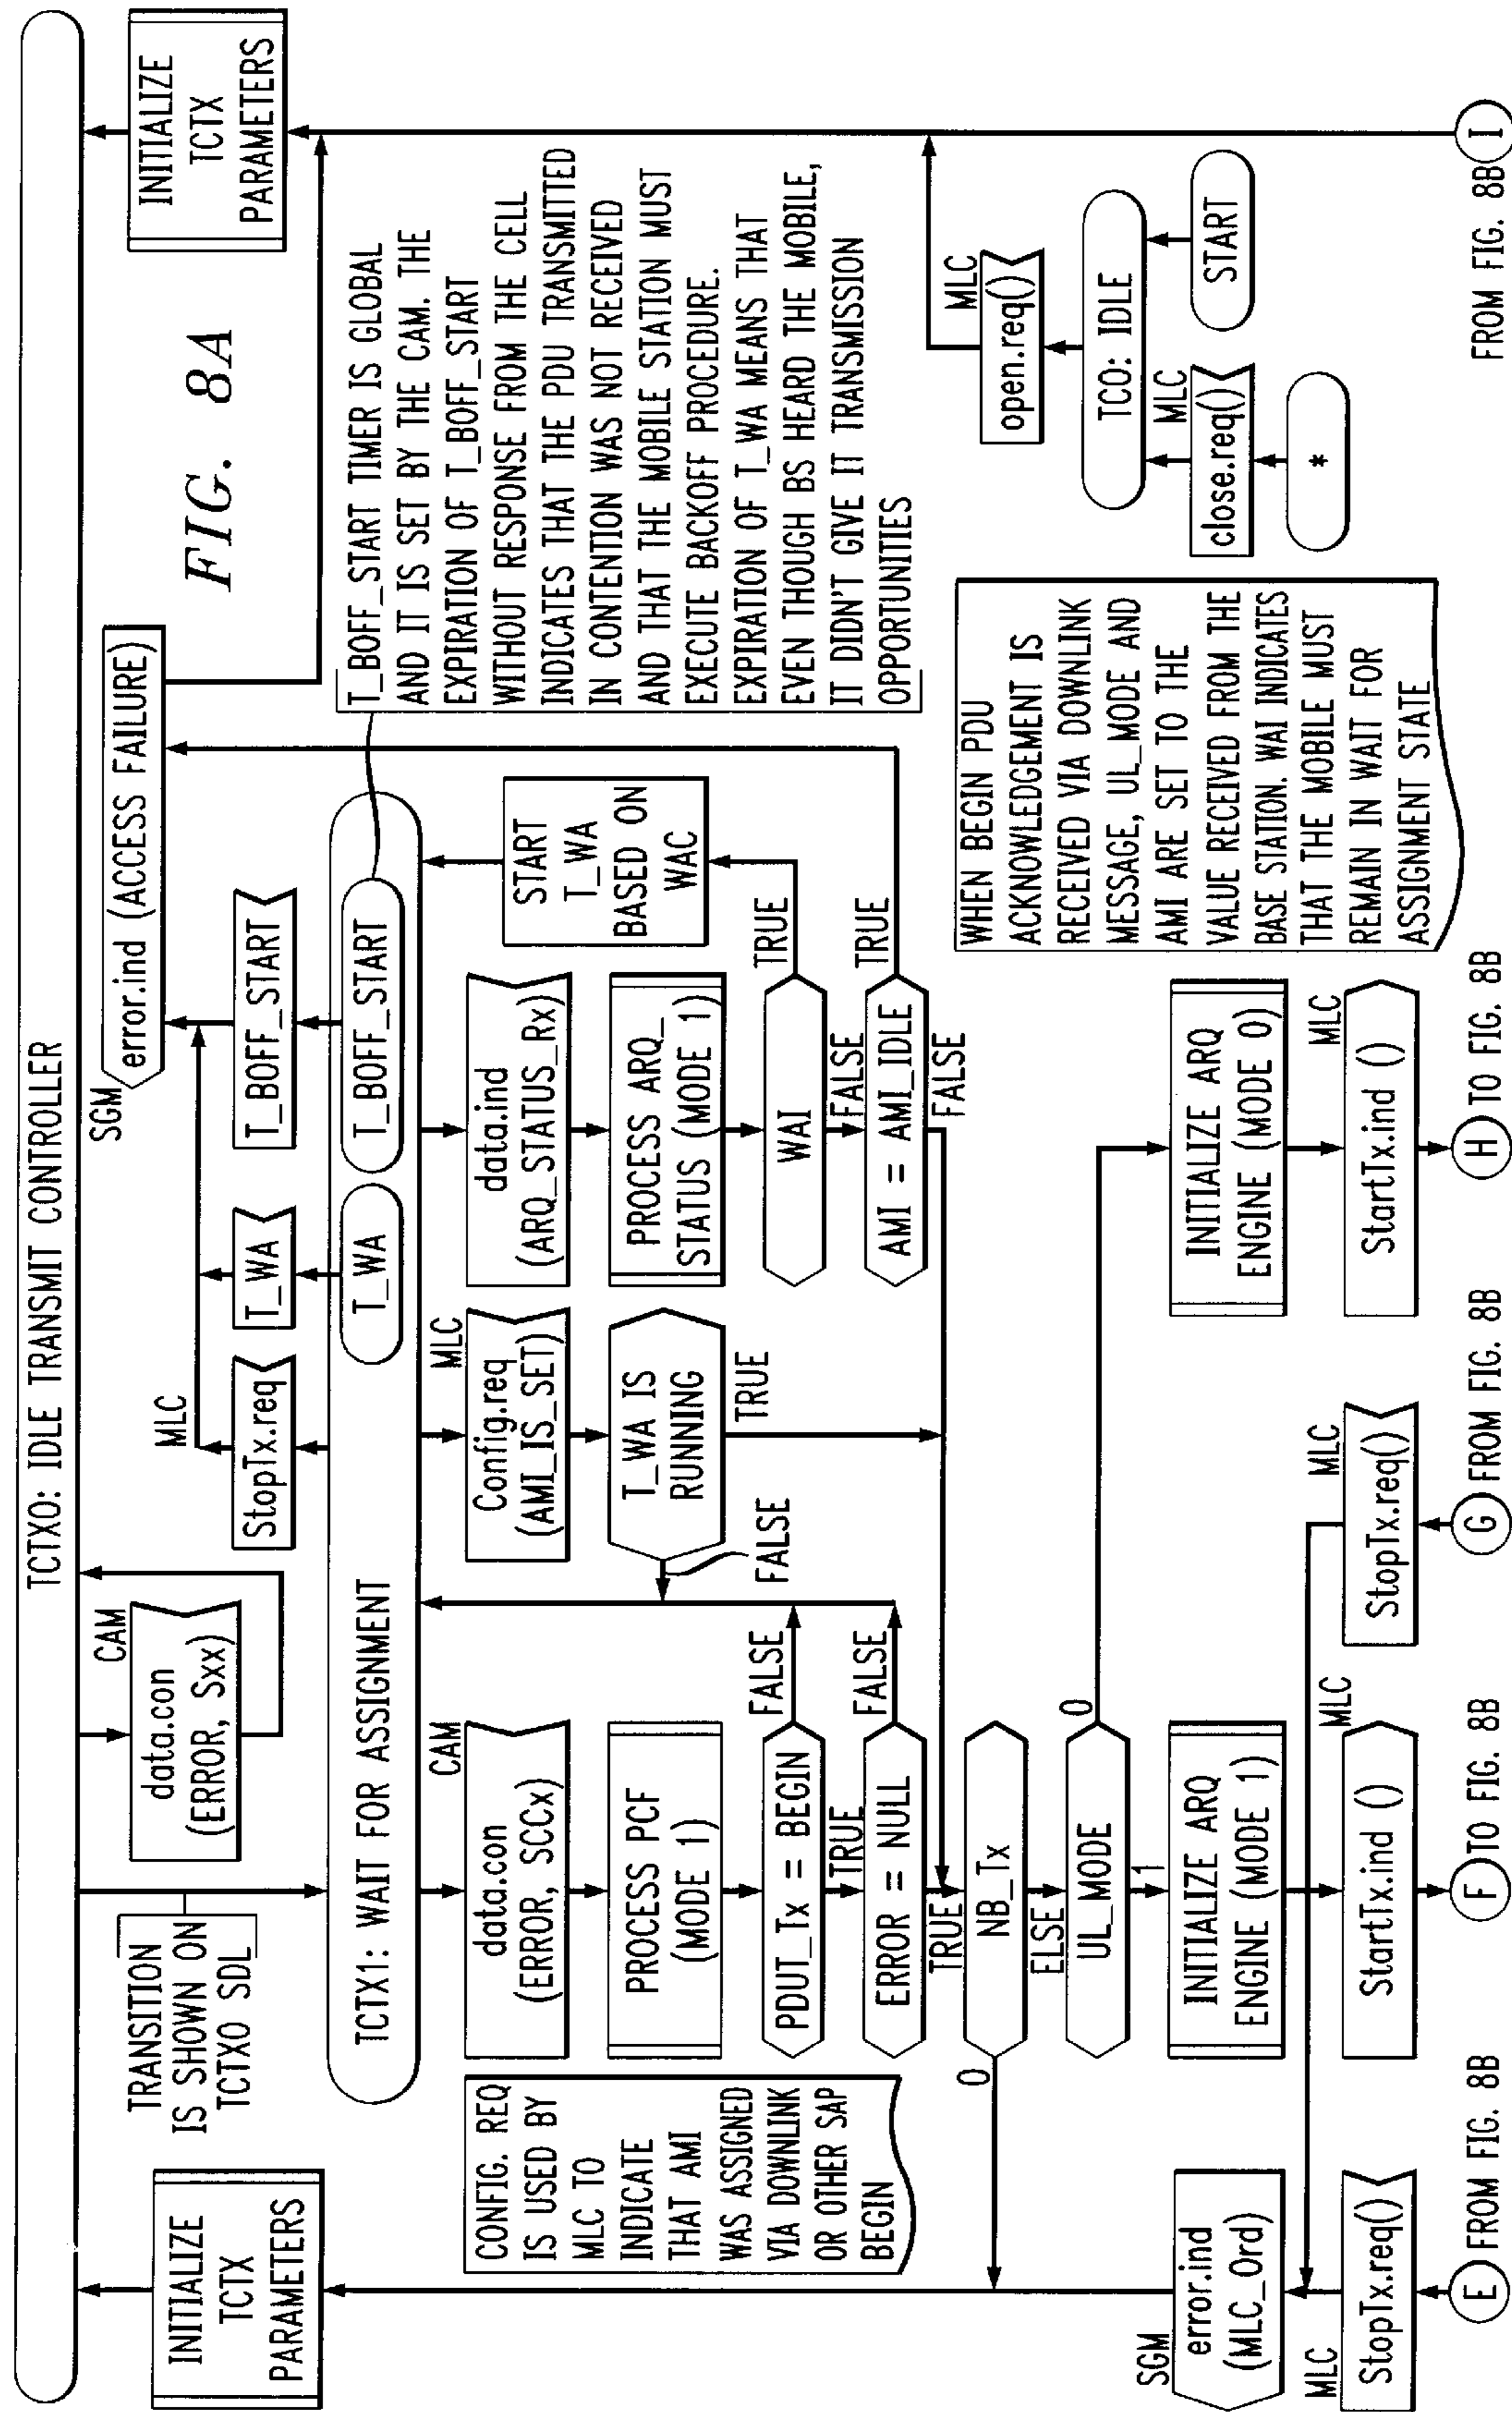 TCTX0: IDLE TRANSMIT CONTROLLER
INITIALIZE
TCTX
PARAMETERS
TRANSITION
IS SHOWN ON
TCTX0 SDL
CAM
data.con
(ERROR, Sxx)
MLC
StopTx.req
T_WA
T_BOFF_START
SGM
error.ind (ACCESS FAILURE)
INITIALIZE
TCTX
PARAMETERS
FIG. 8A
TCTX1: WAIT FOR ASSIGNMENT
T_WA
T_BOFF_START
T_BOFF_START TIMER IS GLOBAL
AND IT IS SET BY THE CAM. THE
EXPIRATION OF T_BOFF_START
WITHOUT RESPONSE FROM THE CELL
INDICATES THAT THE PDU TRANSMITTED
IN CONTENTION WAS NOT RECEIVED
AND THAT THE MOBILE STATION MUST
EXECUTE BACKOFF PROCEDURE.
EXPIRATION OF T_WA MEANS THAT
EVEN THOUGH BS HEARD THE MOBILE,
IT DIDN'T GIVE IT TRANSMISSION
OPPORTUNITIES
CONFIG. REQ
IS USED BY
MLC TO
INDICATE
THAT AMI
WAS ASSIGNED
VIA DOWNLINK
OR OTHER SAP
BEGIN
CAM
data.con
(ERROR, SCCx)
PROCESS PCF
(MODE 1)
PDUT_Tx = BEGIN
FALSE
TRUE
ERROR = NULL
FALSE
TRUE
MLC
Config.req
(AMI_IS_SET)
T_WA IS
RUNNING
FALSE
TRUE
data.ind
(ARQ_STATUS_Rx)
PROCESS ARQ_
STATUS (MODE 1)
WAI
TRUE
FALSE
AMI = AMI_IDLE
TRUE
FALSE
START
T_WA
BASED ON
WAC
NB_Tx
0
ELSE
UL_MODE
0
1
INITIALIZE ARQ
ENGINE (MODE 1)
MLC
StartTx.ind ()
INITIALIZE ARQ
ENGINE (MODE 0)
MLC
StartTx.ind ()
WHEN BEGIN PDU
ACKNOWLEDGEMENT IS
RECEIVED VIA DOWNLINK
MESSAGE, UL_MODE AND
AMI ARE SET TO THE
VALUE RECEIVED FROM THE
BASE STATION. WAI INDICATES
THAT THE MOBILE MUST
REMAIN IN WAIT FOR
ASSIGNMENT STATE
MLC
open.req()
TC0: IDLE
MLC
close.req()
*
START
SGM
error.ind
(MLC_Ord)
MLC
StopTx.req()
MLC
StopTx.req()
E FROM FIG. 8B
F TO FIG. 8B
G FROM FIG. 8B
H TO FIG. 8B
FROM FIG. 8B I